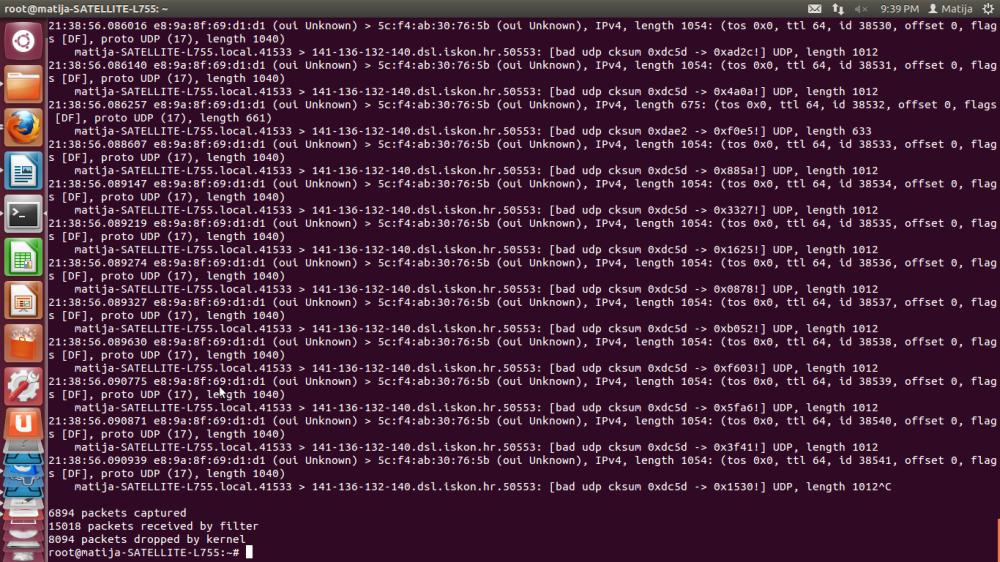 root@matija-SATELLITE-L755: ~
9:39 PM
Matija
21:38:56.086016 e8:9a:8f:69:d1:d1 (oui Unknown) > 5c:f4:ab:30:76:5b (oui Unknown), IPv4, length 1054: (tos 0x0, ttl 64, id 38530, offset 0, flag
s [DF], proto UDP (17), length 1040)
matija-SATELLITE-L755.local.41533 > 141-136-132-140.dsl.iskon.hr.50553: [bad udp cksum 0xdc5d -> 0xad2c!] UDP, length 1012
21:38:56.086140 e8:9a:8f:69:d1:d1 (oui Unknown) > 5c:f4:ab:30:76:5b (oui Unknown), IPv4, length 1054: (tos 0x0, ttl 64, id 38531, offset 0, flag
s [DF], proto UDP (17), length 1040)
matija-SATELLITE-L755.local.41533 > 141-136-132-140.dsl.iskon.hr.50553: [bad udp cksum 0xdc5d -> 0x4a0a!] UDP, length 1012
21:38:56.086257 e8:9a:8f:69:d1:d1 (oui Unknown) > 5c:f4:ab:30:76:5b (oui Unknown), IPv4, length 675: (tos 0x0, ttl 64, id 38532, offset 0, flags
[DF], proto UDP (17), length 661)
matija-SATELLITE-L755.local.41533 > 141-136-132-140.dsl.iskon.hr.50553: [bad udp cksum 0xdae2 -> 0xf0e5!] UDP, length 633
21:38:56.088607 e8:9a:8f:69:d1:d1 (oui Unknown) > 5c:f4:ab:30:76:5b (oui Unknown), IPv4, length 1054: (tos 0x0, ttl 64, id 38533, offset 0, flag
s [DF], proto UDP (17), length 1040)
matija-SATELLITE-L755.local.41533 > 141-136-132-140.dsl.iskon.hr.50553: [bad udp cksum 0xdc5d -> 0x885a!] UDP, length 1012
21:38:56.089147 e8:9a:8f:69:d1:d1 (oui Unknown) > 5c:f4:ab:30:76:5b (oui Unknown), IPv4, length 1054: (tos 0x0, ttl 64, id 38534, offset 0, flag
s [DF], proto UDP (17), length 1040)
matija-SATELLITE-L755.local.41533 > 141-136-132-140.dsl.iskon.hr.50553: [bad udp cksum 0xdc5d -> 0x3327!] UDP, length 1012
21:38:56.089219 e8:9a:8f:69:d1:d1 (oui Unknown) > 5c:f4:ab:30:76:5b (oui Unknown), IPv4, length 1054: (tos 0x0, ttl 64, id 38535, offset 0, flag
s [DF], proto UDP (17), length 1040)
matija-SATELLITE-L755.local.41533 > 141-136-132-140.dsl.iskon.hr.50553: [bad udp cksum 0xdc5d -> 0x1625!] UDP, length 1012
21:38:56.089274 e8:9a:8f:69:d1:d1 (oui Unknown) > 5c:f4:ab:30:76:5b (oui Unknown), IPv4, length 1054: (tos 0x0, ttl 64, id 38536, offset 0, flag
s [DF], proto UDP (17), length 1040)
matija-SATELLITE-L755.local.41533 > 141-136-132-140.dsl.iskon.hr.50553: [bad udp cksum 0xdc5d -> 0x0878!] UDP, length 1012
21:38:56.089327 e8:9a:8f:69:d1:d1 (oui Unknown) > 5c:f4:ab:30:76:5b (oui Unknown), IPv4, length 1054: (tos 0x0, ttl 64, id 38537, offset 0, flag
s [DF], proto UDP (17), length 1040)
matija-SATELLITE-L755.local.41533 > 141-136-132-140.dsl.iskon.hr.50553: [bad udp cksum 0xdc5d -> 0xb052!] UDP, length 1012
21:38:56.089630 e8:9a:8f:69:d1:d1 (oui Unknown) > 5c:f4:ab:30:76:5b (oui Unknown), IPv4, length 1054: (tos 0x0, ttl 64, id 38538, offset 0, flag
s [DF], proto UDP (17), length 1040)
matija-SATELLITE-L755.local.41533 > 141-136-132-140.dsl.iskon.hr.50553: [bad udp cksum 0xdc5d -> 0xf603!] UDP, length 1012
21:38:56.090775 e8:9a:8f:69:d1:d1 (oui Unknown) > 5c:f4:ab:30:76:5b (oui Unknown), IPv4, length 1054: (tos 0x0, ttl 64, id 38539, offset 0, flag
s [DF], proto UDP (17), length 1040)
matija-SATELLITE-L755.local.41533 > 141-136-132-140.dsl.iskon.hr.50553: [bad udp cksum 0xdc5d -> 0x5fa6!] UDP, length 1012
21:38:56.090871 e8:9a:8f:69:d1:d1 (oui Unknown) > 5c:f4:ab:30:76:5b (oui Unknown), IPv4, length 1054: (tos 0x0, ttl 64, id 38540, offset 0, flag
s [DF], proto UDP (17), length 1040)
matija-SATELLITE-L755.local.41533 > 141-136-132-140.dsl.iskon.hr.50553: [bad udp cksum 0xdc5d -> 0x3f41!] UDP, length 1012
21:38:56.090939 e8:9a:8f:69:d1:d1 (oui Unknown) > 5c:f4:ab:30:76:5b (oui Unknown), IPv4, length 1054: (tos 0x0, ttl 64, id 38541, offset 0, flag
s [DF], proto UDP (17), length 1040)
matija-SATELLITE-L755.local.41533 > 141-136-132-140.dsl.iskon.hr.50553: [bad udp cksum 0xdc5d -> 0x1530!] UDP, length 1012^C
6894 packets captured
15018 packets received by filter
8094 packets dropped by kernel
root@matija-SATELLITE-L755:~#